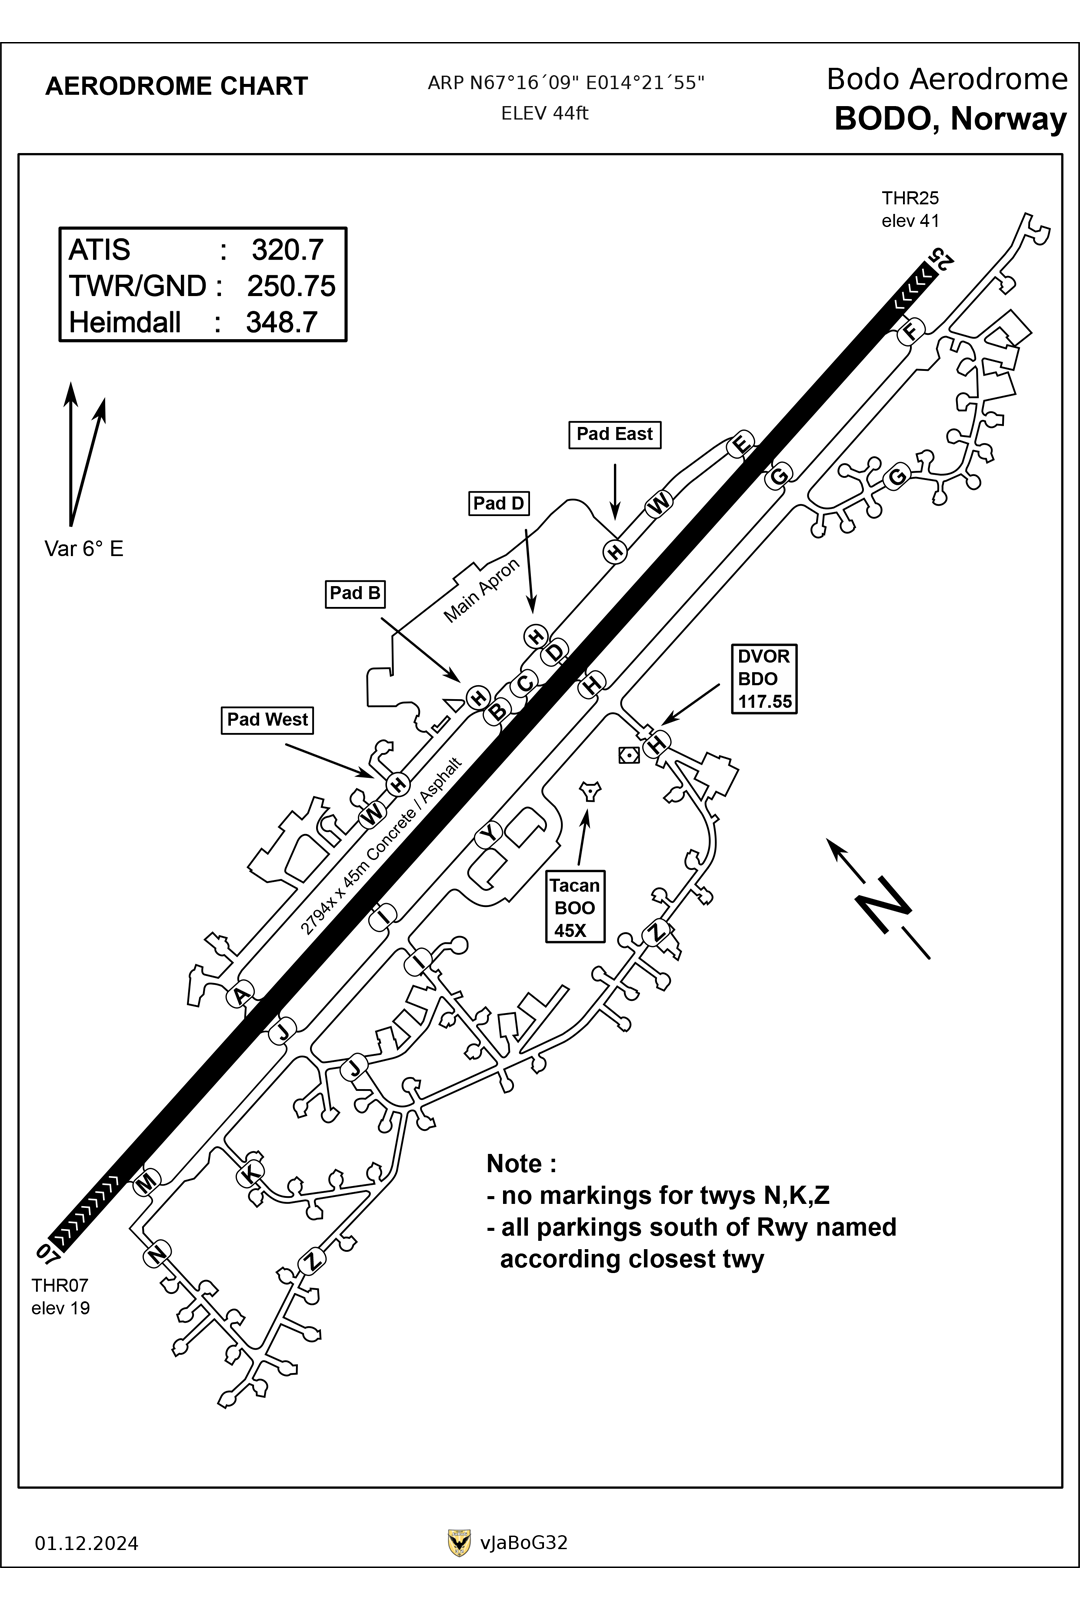 AERODROME CHART
ARP N67°16´09" E014°21´55"
ELEV 44ft
Bodo Aerodrome
BODO, Norway
THR25
elev 41
25
ATIS : 320.7
TWR/GND : 250.75
Heimdall : 348.7
F
Var 6° E
Pad East
E
G
G
W
Pad D
H
Main Apron
Pad B
H
D
DVOR
BDO
117.55
C
H
H
B
Pad West
H
H
W
2794x x 45m Concrete / Asphalt
Y
Tacan
BOO
45X
N
I
Z
I
A
J
J
M
K
N
Z
07
THR07
elev 19
Note :
- no markings for twys N,K,Z
- all parkings south of Rwy named
according closest twy
01.12.2024
vJaBoG32